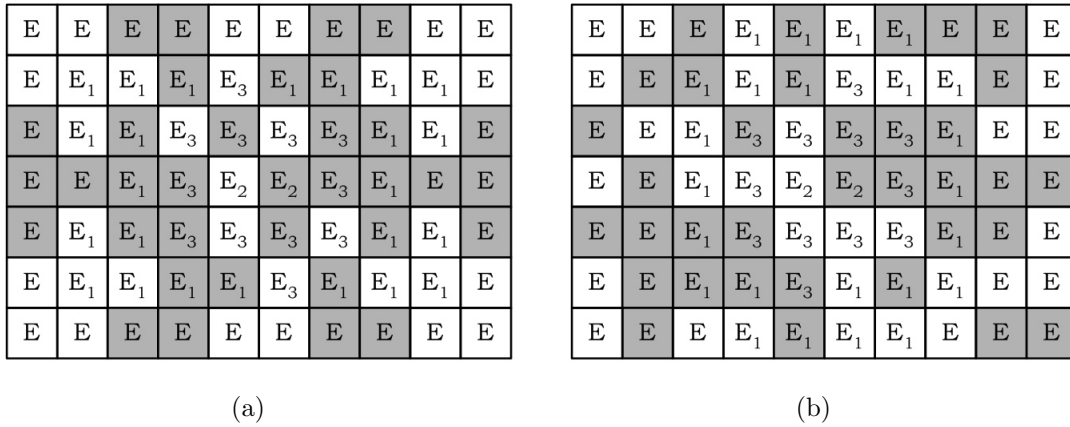 E E E E E E E E E E
E E₁ E₁ E₁ E₃ E₁ E₁ E₁ E₁ E
E E₁ E₁ E₃ E₃ E₃ E₃ E₁ E₁ E
E E E₁ E₃ E₂ E₂ E₃ E₁ E E
E E₁ E₁ E₃ E₃ E₃ E₃ E₁ E₁ E
E E₁ E₁ E₁ E₁ E₃ E₁ E₁ E₁ E
E E E E E E E E E E
(a)
E E E E₁ E₁ E₁ E₁ E E E
E E E₁ E₁ E₁ E₃ E₁ E₁ E E
E E E₁ E₃ E₃ E₃ E₃ E₁ E E
E E E₁ E₃ E₂ E₂ E₃ E₁ E E
E E E₁ E₃ E₃ E₃ E₃ E₁ E E
E E E₁ E₁ E₃ E₁ E₁ E₁ E E
E E E E₁ E₁ E₁ E₁ E E E
(b)